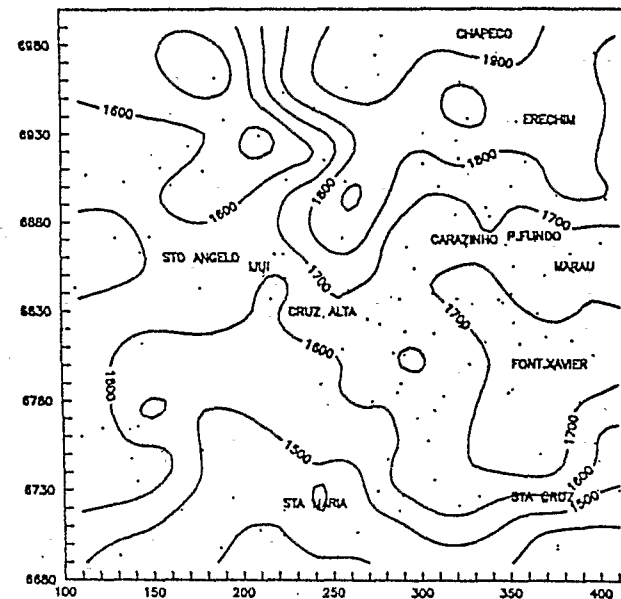 CHAPECO
6980
1900
1600
ERECHIM
6930
1800
1600
1600
6880
1700
CARAZINHO P.FUNDO
STO ANGELO
IJUI
MARAU
1700
6830
CRUZ. ALTA
1700
1600
FONT.XAVIER
1600
6780
1700
1500
1600
6730
STA MARIA
STA CRUZ
1500
6680
100 150 200 250 300 350 400